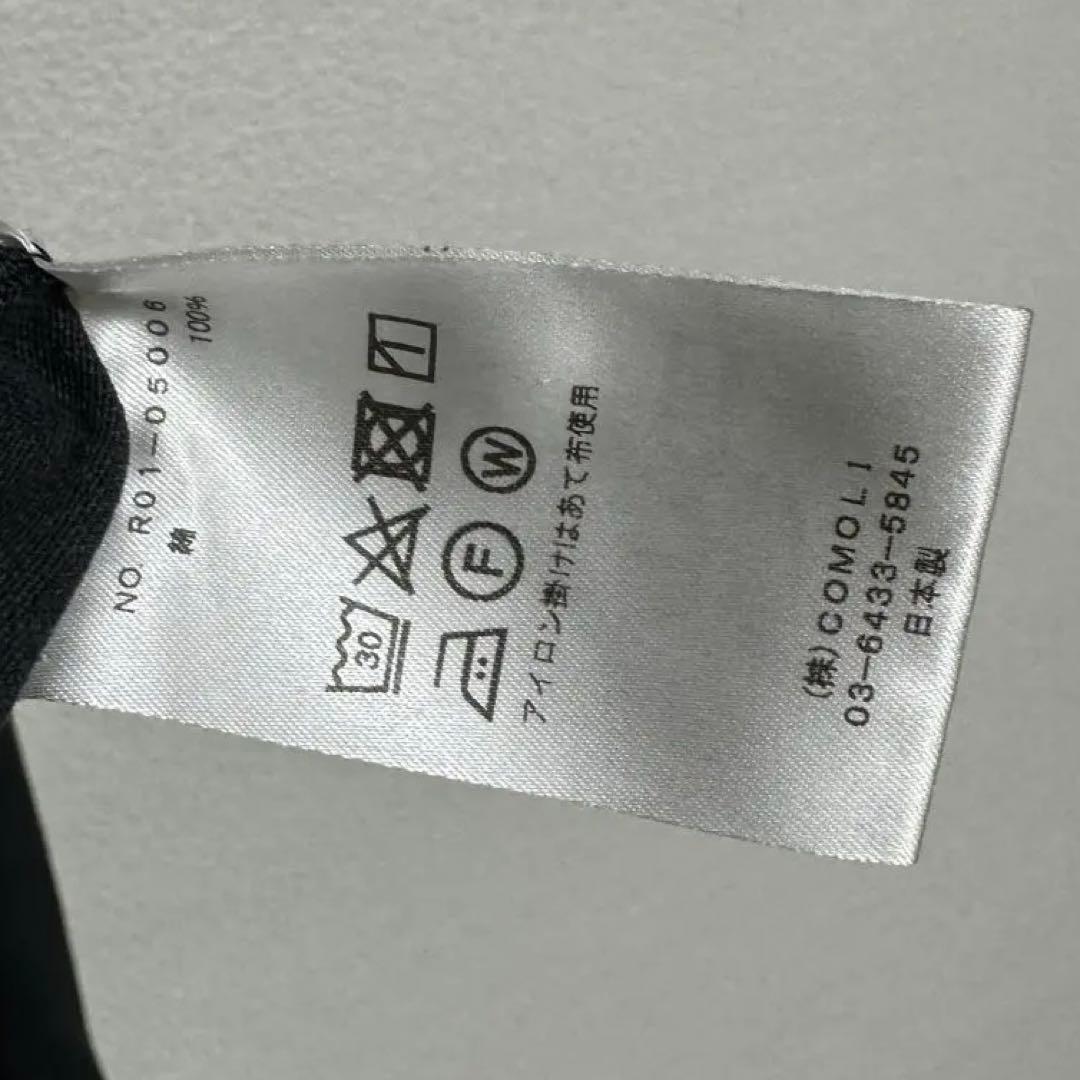 NO R01-05006
綿 100%
30
F W
アイロン掛けはあて布使用
(株)COMOLI
03-6433-5845
日本製